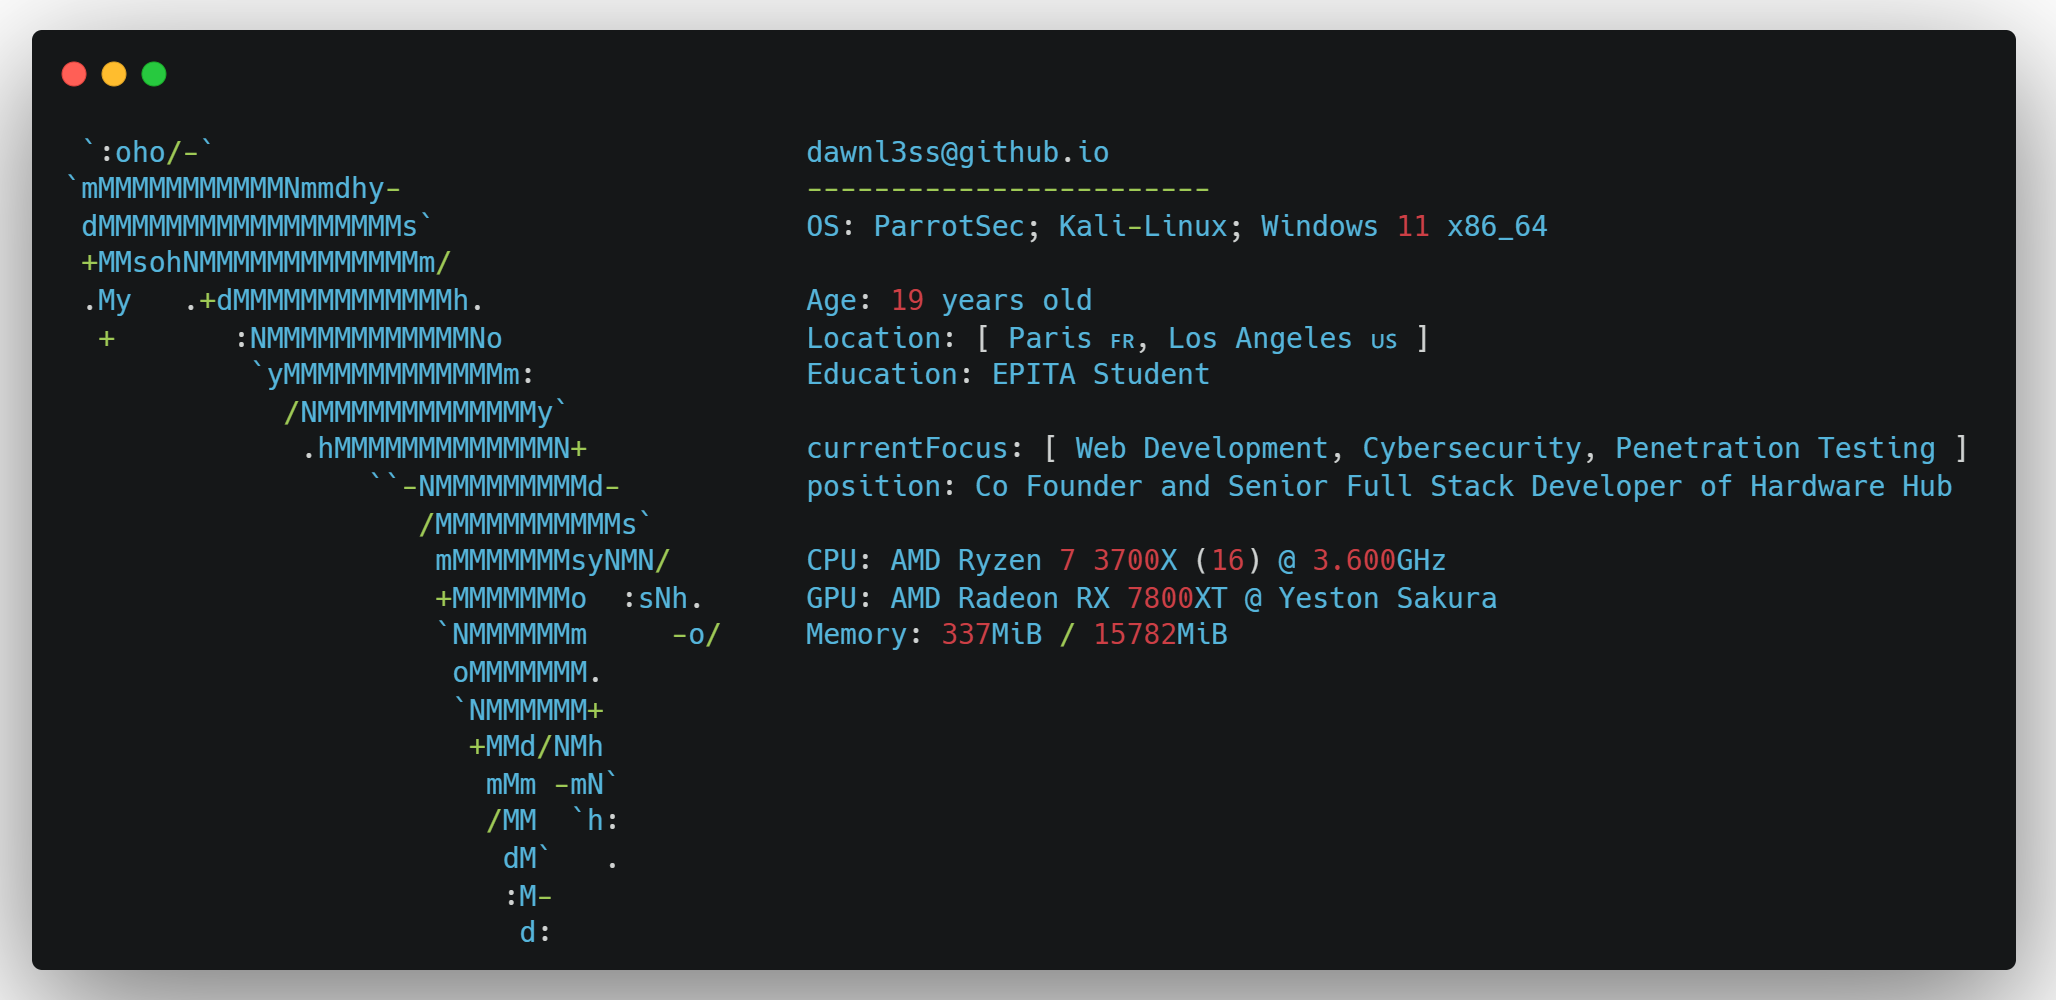 `:oho/-`                                   dawnl3ss@github.io
`mMMMMMMMMMMMNmmdhy-                        ------------------------
 dMMMMMMMMMMMMMMMMMMs`                      OS: ParrotSec; Kali-Linux; Windows 11 x86_64
 +MMsohNMMMMMMMMMMMMMm/
 .My   .+dMMMMMMMMMMMMMh.                   Age: 19 years old
  +       :NMMMMMMMMMMMMNo                  Location: [ Paris 🇫🇷, Los Angeles 🇺🇸 ]
           `yMMMMMMMMMMMMMm:                Education: EPITA Student
             /NMMMMMMMMMMMMMy`
              .hMMMMMMMMMMMMMN+             currentFocus: [ Web Development, Cybersecurity, Penetration Testing ]
                  ``-NMMMMMMMMMd-           position: Co Founder and Senior Full Stack Developer of Hardware Hub
                     /MMMMMMMMMMMs`
                      mMMMMMMMsyNMN/        CPU: AMD Ryzen 7 3700X (16) @ 3.600GHz
                      +MMMMMMMo  :sNh.      GPU: AMD Radeon RX 7800XT @ Yeston Sakura
                      `NMMMMMMm     -o/     Memory: 337MiB / 15782MiB
                       oMMMMMMM.
                       `NMMMMMM+
                        +MMd/NMh
                         mMm -mN`
                         /MM  `h:
                          dM`   .
                          :M-
                           d: